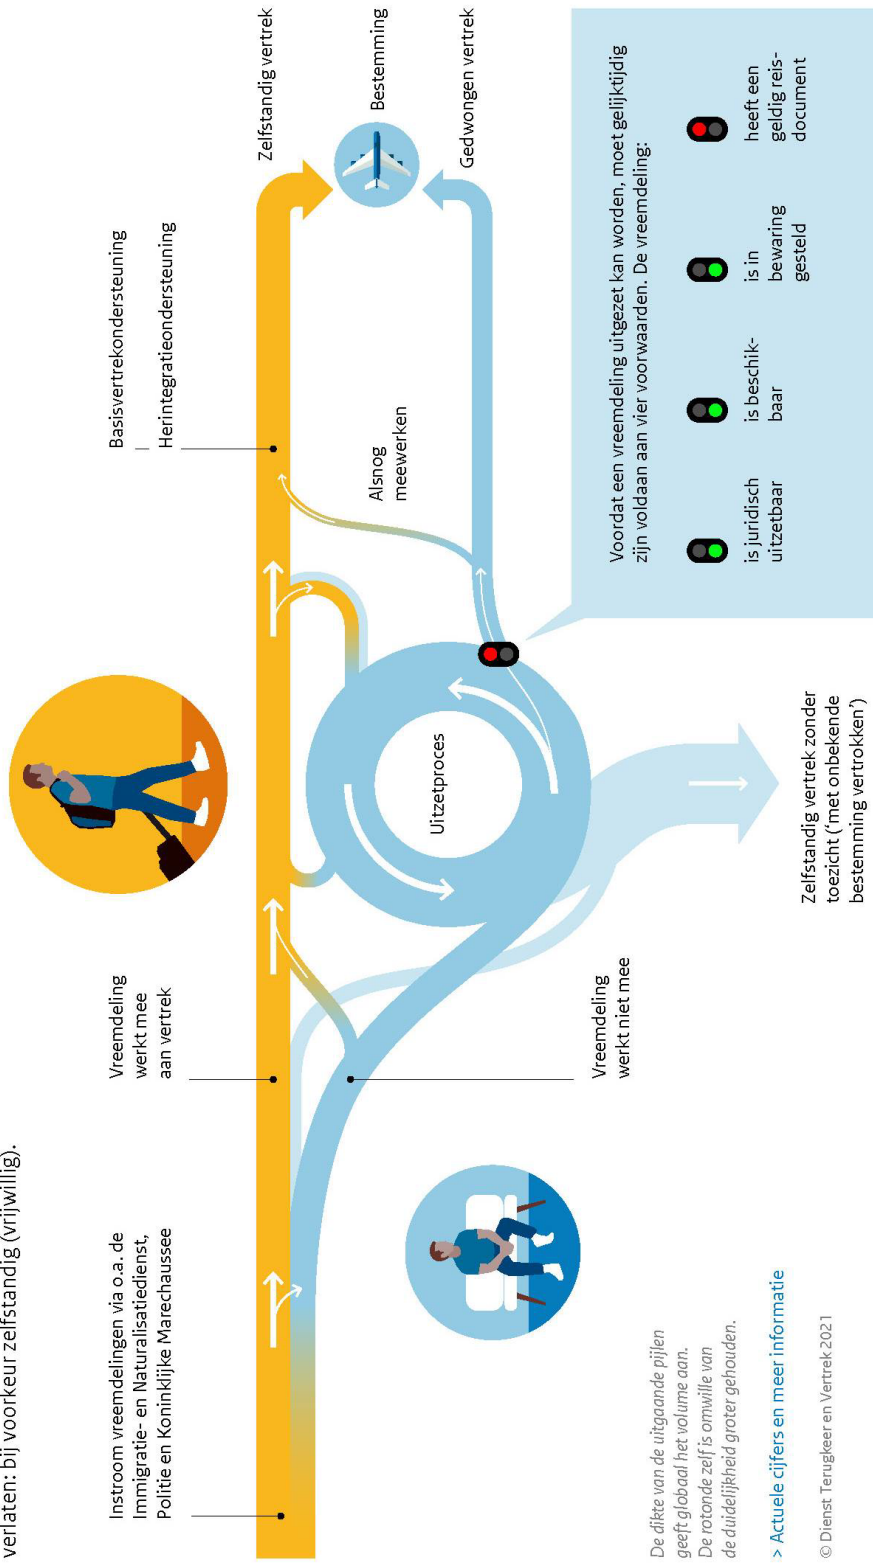 verlaten: bij voorkeur zelfstandig (vrijwillig).
Instroom vreemdelingen via o.a. de
Immigratie- en Naturalisatiedienst,
Politie en Koninklijke Marechaussee
Vreemdeling
werkt mee
aan vertrek
Basisvertrekondersteuning
Herintegratieondersteuning
Zelfstandig vertrek
Bestemming
Gedwongen vertrek
Alsnog
meewerken
Uitzetproces
Vreemdeling
werkt niet mee
Zelfstandig vertrek zonder
toezicht (‘met onbekende
bestemming vertrokken’)
Voordat een vreemdeling uitgezet kan worden, moet gelijktijdig
zijn voldaan aan vier voorwaarden. De vreemdeling:
is juridisch
uitzetbaar
is beschik-
baar
is in
bewaring
gesteld
heeft een
geldig reis-
document
De dikte van de uitgaande pijlen
geeft globaal het volume aan.
De rotonde zelf is omwille van
de duidelijkheid groter gehouden.
> Actuele cijfers en meer informatie
© Dienst Terugkeer en Vertrek 2021